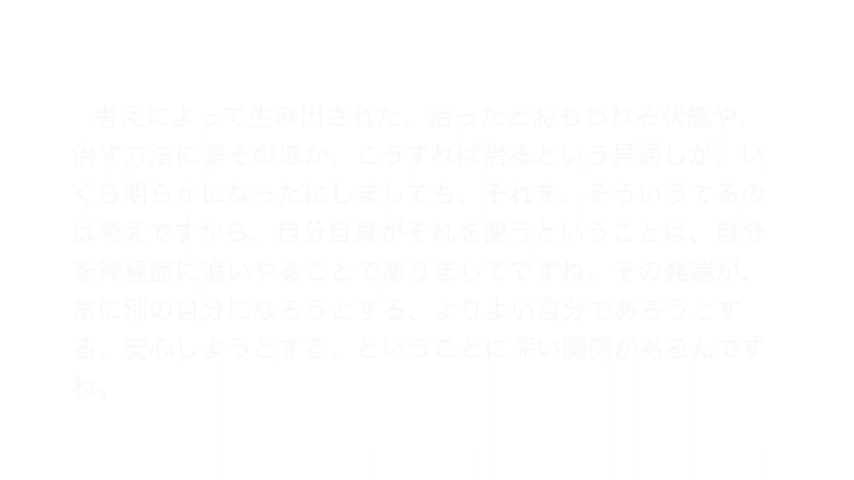 考えによって生み出された、治ったとおもわれる状態や、
治す方法に薬そのほか、こうすれば治るという見通しが、い
くら明らかになったにしましても、それを、そういうてるの
は考えですから、自分自身がそれを使うということは、自分
を神経症に追いやることでありましてですね、その発端が、
常に別の自分になろうとする、よりよい自分であろうとす
る、安心しようとする、ということに深い関係があるんです
ね。